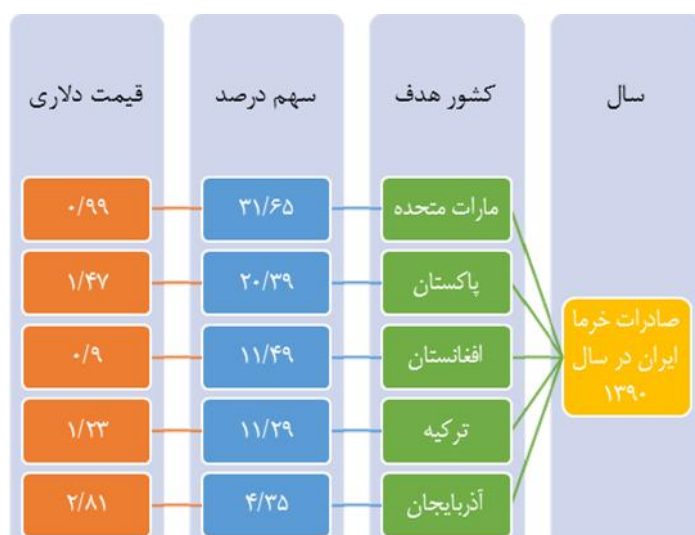 سال
کشور هدف
سهم درصد
قیمت دلاری
صادرات خرما
ایران در سال
۱۳۹۰
مارات متحده
۳۱/۶۵
۰/۹۹
پاکستان
۲۰/۳۹
۱/۴۷
افغانستان
۱۱/۴۹
۰/۹
ترکیه
۱۱/۲۹
۱/۲۳
آذربایجان
۴/۳۵
۲/۸۱